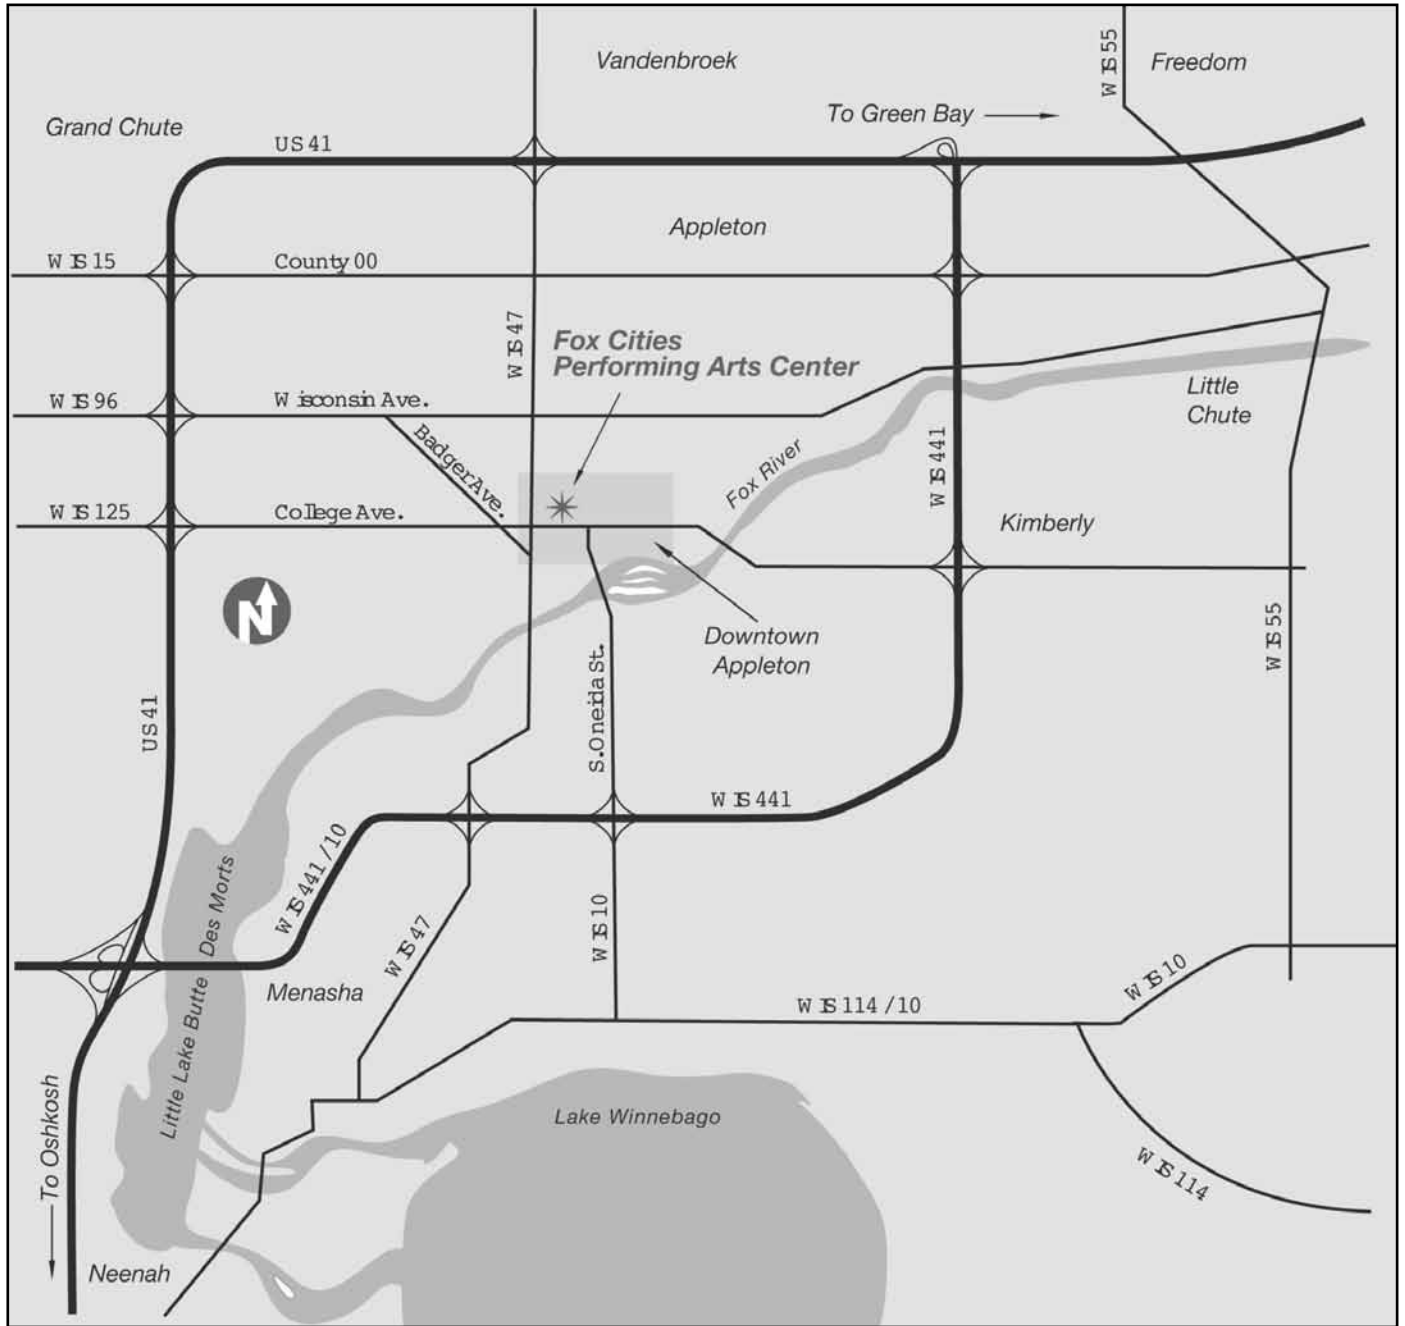 WIS 55
Vandenbroek
Freedom
To Green Bay
Grand Chute
US 41
Appleton
WIS 15
County 00
WIS 47
Fox Cities
Performing Arts Center
WIS 96
Wisconsin Ave.
Little
Chute
Badger Ave.
Fox River
WIS 441
WIS 125
College Ave.
Kimberly
N
Downtown
Appleton
WIS 55
S. Oneida St.
US 41
WIS 441
WIS 441 / 10
Little Lake Butte Des Morts
WIS 47
WIS 10
WIS 10
Menasha
WIS 114 / 10
To Oshkosh
Lake Winnebago
WIS 114
Neenah